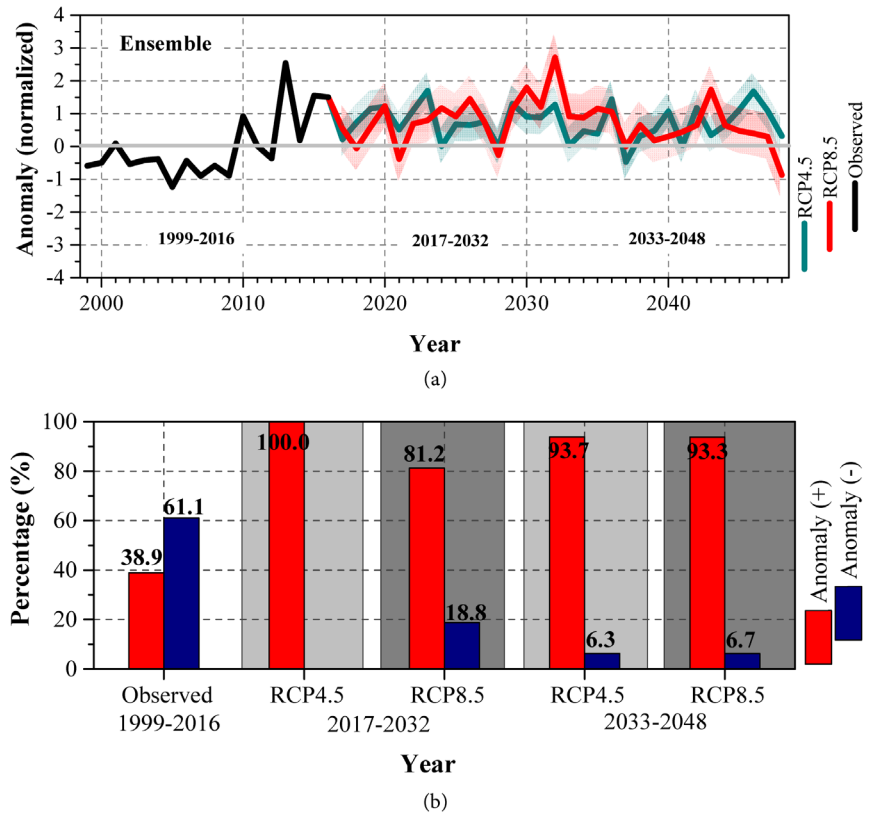 4
3
2
1
0
-1
-2
-3
-4
Anomaly (normalized)
Ensemble
1999-2016
2017-2032
2033-2048
2000
2010
2020
2030
2040
Year
RCP4.5
RCP8.5
Observed
(a)
100
80
60
40
20
0
Percentage (%)
38.9
61.1
100.0
81.2
18.8
93.7
6.3
93.3
6.7
Observed
RCP4.5
RCP8.5
RCP4.5
RCP8.5
1999-2016
2017-2032
2033-2048
Year
Anomaly (+)
Anomaly (-)
(b)